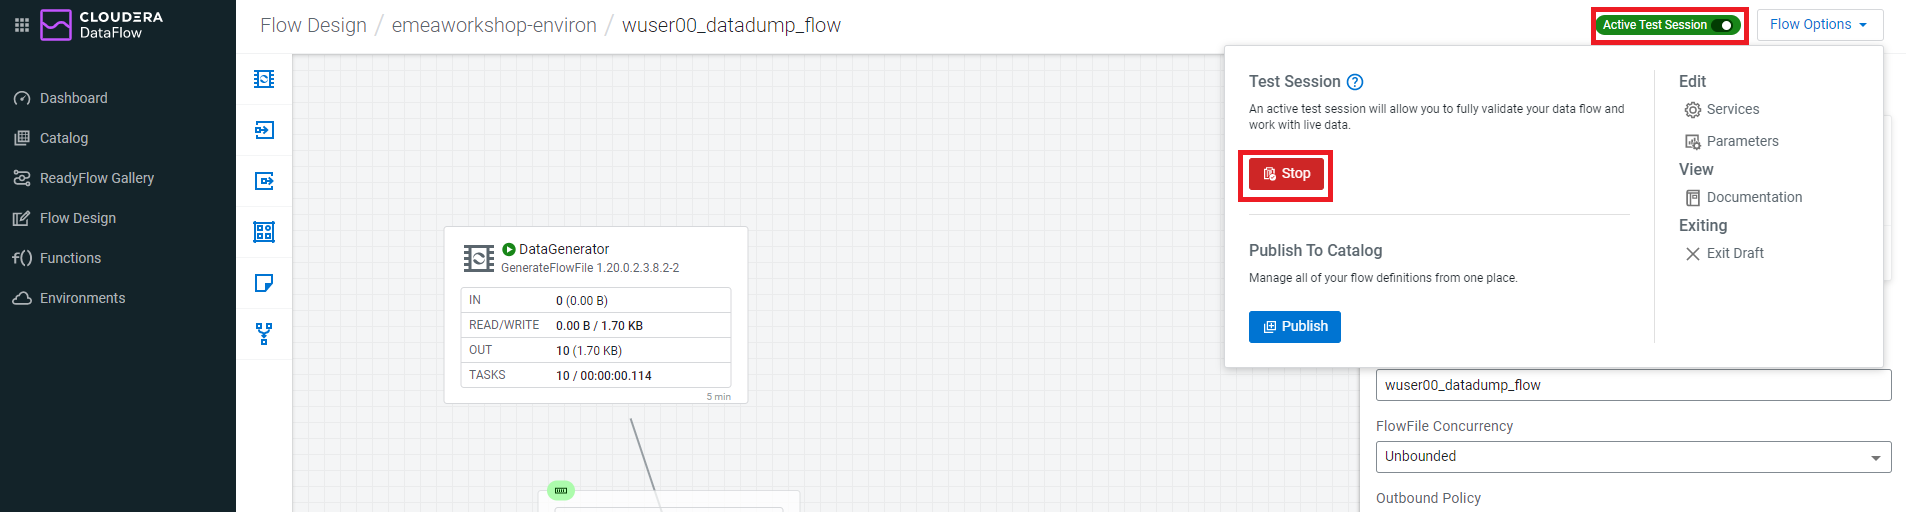 CLOUDERA
DataFlow
Dashboard
Catalog
ReadyFlow Gallery
Flow Design
Functions
Environments
Flow Design / emeaworkshop-environ / wuser00_datadump_flow
Active Test Session
Flow Options
Test Session
An active test session will allow you to fully validate your data flow and
work with live data.
Stop
Publish To Catalog
Manage all of your flow definitions from one place.
Publish
Edit
Services
Parameters
View
Documentation
Exiting
Exit Draft
DataGenerator
GenerateFlowFile 1.20.0.2.3.8.2-2
IN 0 (0.00 B)
READ/WRITE 0.00 B / 1.70 KB
OUT 10 (1.70 KB)
TASKS 10 / 00:00:00.114
5 min
wuser00_datadump_flow
FlowFile Concurrency
Unbounded
Outbound Policy